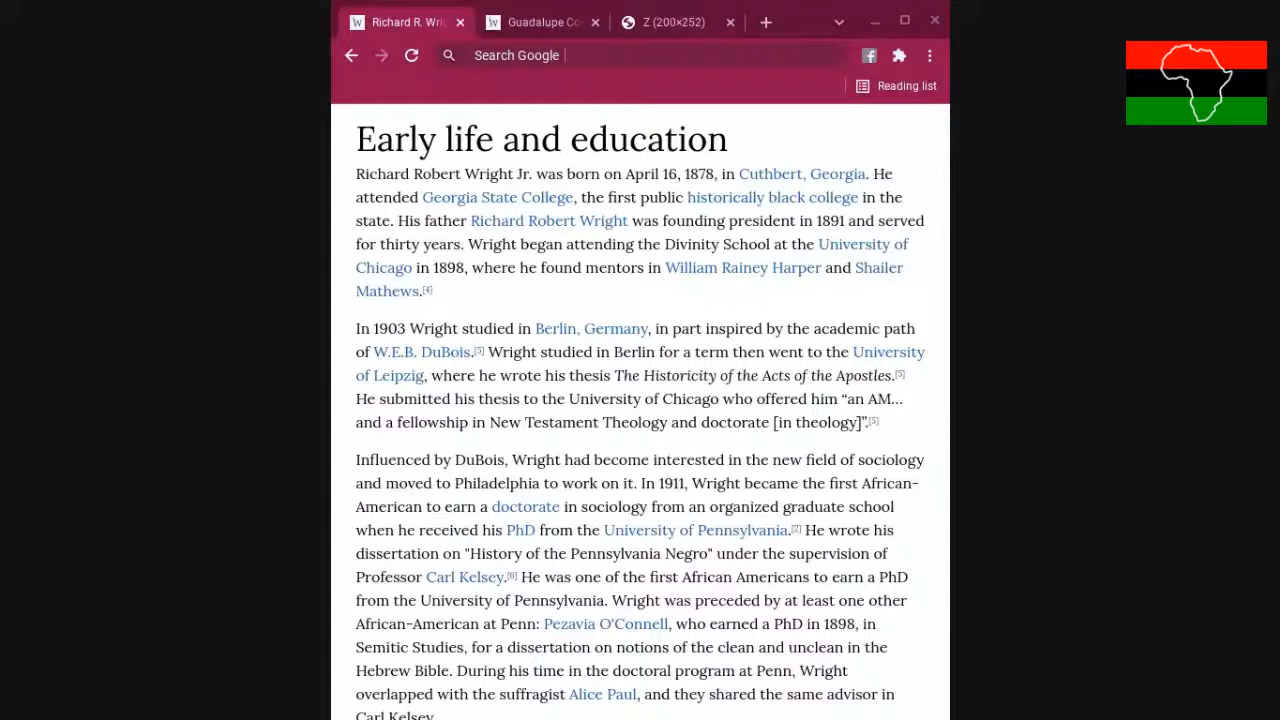 Richard R. Wri
Guadalupe Co
Z (200×252)
Search Google
Reading list
Early life and education
Richard Robert Wright Jr. was born on April 16, 1878, in Cuthbert, Georgia. He
attended Georgia State College, the first public historically black college in the
state. His father Richard Robert Wright was founding president in 1891 and served
for thirty years. Wright began attending the Divinity School at the University of
Chicago in 1898, where he found mentors in William Rainey Harper and Shailer
Mathews.[4]
In 1903 Wright studied in Berlin, Germany, in part inspired by the academic path
of W.E.B. DuBois.[5] Wright studied in Berlin for a term then went to the University
of Leipzig, where he wrote his thesis The Historicity of the Acts of the Apostles.[5]
He submitted his thesis to the University of Chicago who offered him “an AM...
and a fellowship in New Testament Theology and doctorate [in theology]”.[5]
Influenced by DuBois, Wright had become interested in the new field of sociology
and moved to Philadelphia to work on it. In 1911, Wright became the first African-
American to earn a doctorate in sociology from an organized graduate school
when he received his PhD from the University of Pennsylvania.[2] He wrote his
dissertation on "History of the Pennsylvania Negro" under the supervision of
Professor Carl Kelsey.[6] He was one of the first African Americans to earn a PhD
from the University of Pennsylvania. Wright was preceded by at least one other
African-American at Penn: Pezavia O'Connell, who earned a PhD in 1898, in
Semitic Studies, for a dissertation on notions of the clean and unclean in the
Hebrew Bible. During his time in the doctoral program at Penn, Wright
overlapped with the suffragist Alice Paul, and they shared the same advisor in
Carl Kelsey.